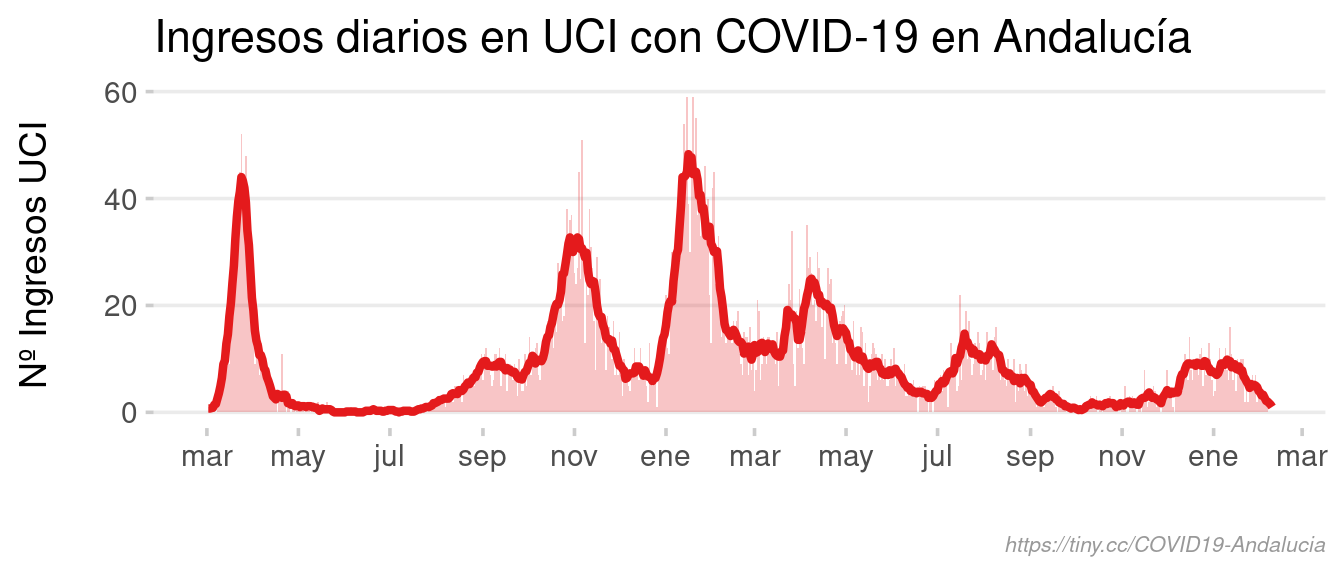 Ingresos diarios en UCI con COVID-19 en Andalucía
Nº Ingresos UCI
60
40
20
0
mar may jul sep nov ene mar may jul sep nov ene mar
https://tiny.cc/COVID19-Andalucia